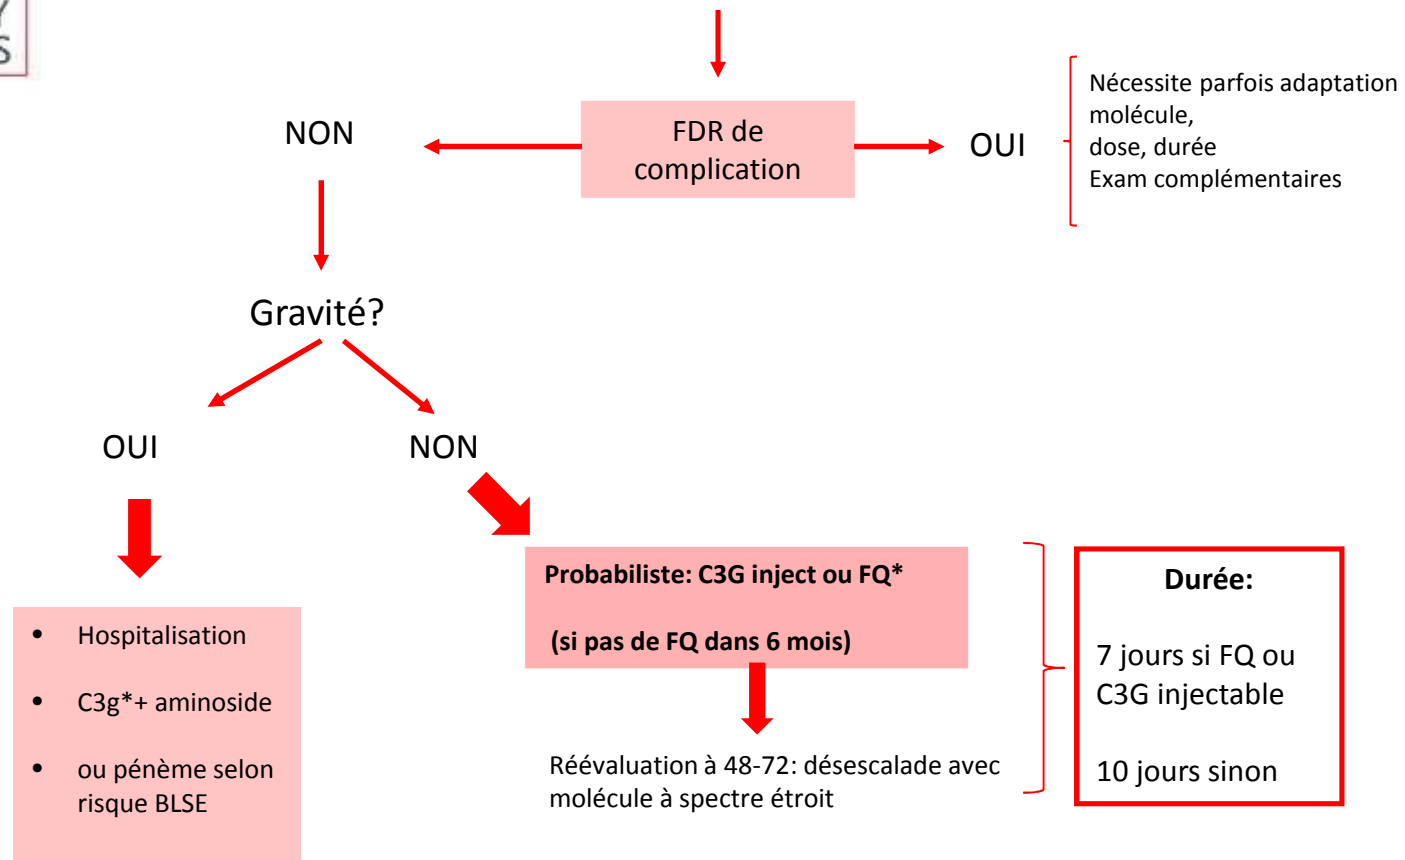 Y
S
FDR de
complication
NON
OUI
Nécessite parfois adaptation
molécule,
dose, durée
Exam complémentaires
Gravité?
OUI
NON
• Hospitalisation
• C3g*+ aminoside
• ou pénème selon
risque BLSE
Probabiliste: C3G inject ou FQ*
(si pas de FQ dans 6 mois)
Réévaluation à 48-72: désescalade avec
molécule à spectre étroit
Durée:
7 jours si FQ ou
C3G injectable
10 jours sinon